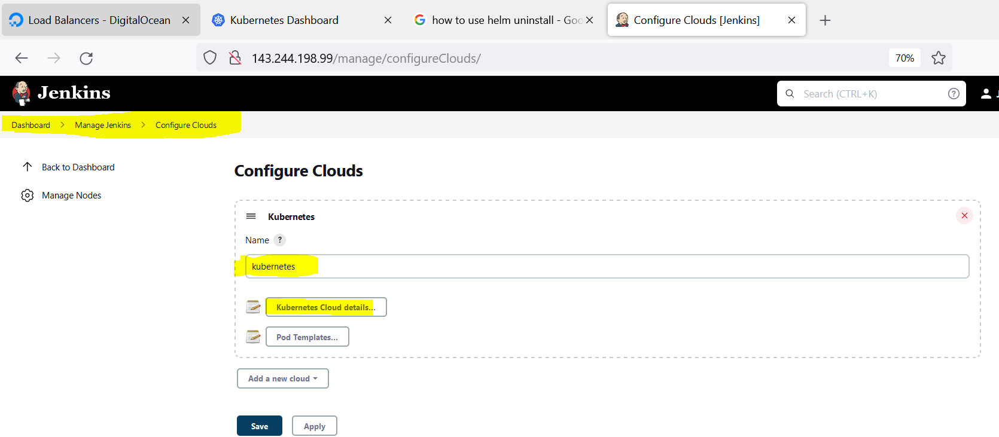 Load Balancers - DigitalOcean
Kubernetes Dashboard
how to use helm uninstall - Goo
Configure Clouds [Jenkins]
143.244.198.99/manage/configureClouds/
70%
Jenkins
Search (CTRL+K)
?
Dashboard > Manage Jenkins > Configure Clouds
Back to Dashboard
Manage Nodes
Configure Clouds
Kubernetes
Name ?
kubernetes
Kubernetes Cloud details...
Pod Templates...
Add a new cloud
Save
Apply